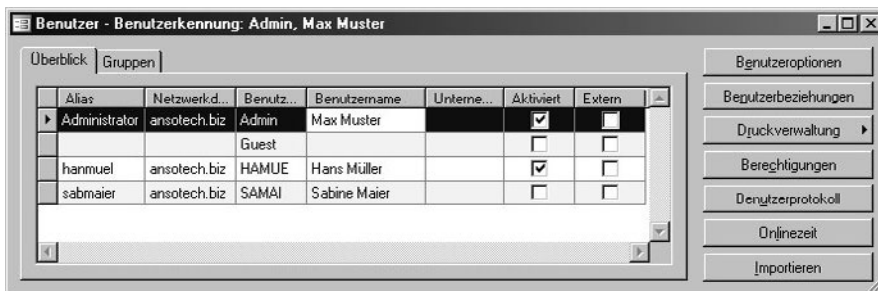 Benutzer - Benutzerkennung: Admin, Max Muster
Überblick Gruppen
Alias Netzwerkd... Benutz... Benutzername Unterne... Aktiviert Extern
Administrator ansotech.biz Admin Max Muster
Guest
hanmuel ansotech.biz HAMUE Hans Müller
sabmaier ansotech.biz SAMAI Sabine Maier
Benutzeroptionen
Benutzerbeziehungen
Druckverwaltung
Berechtigungen
Denutzerprotokoll
Onlinezeit
Importieren